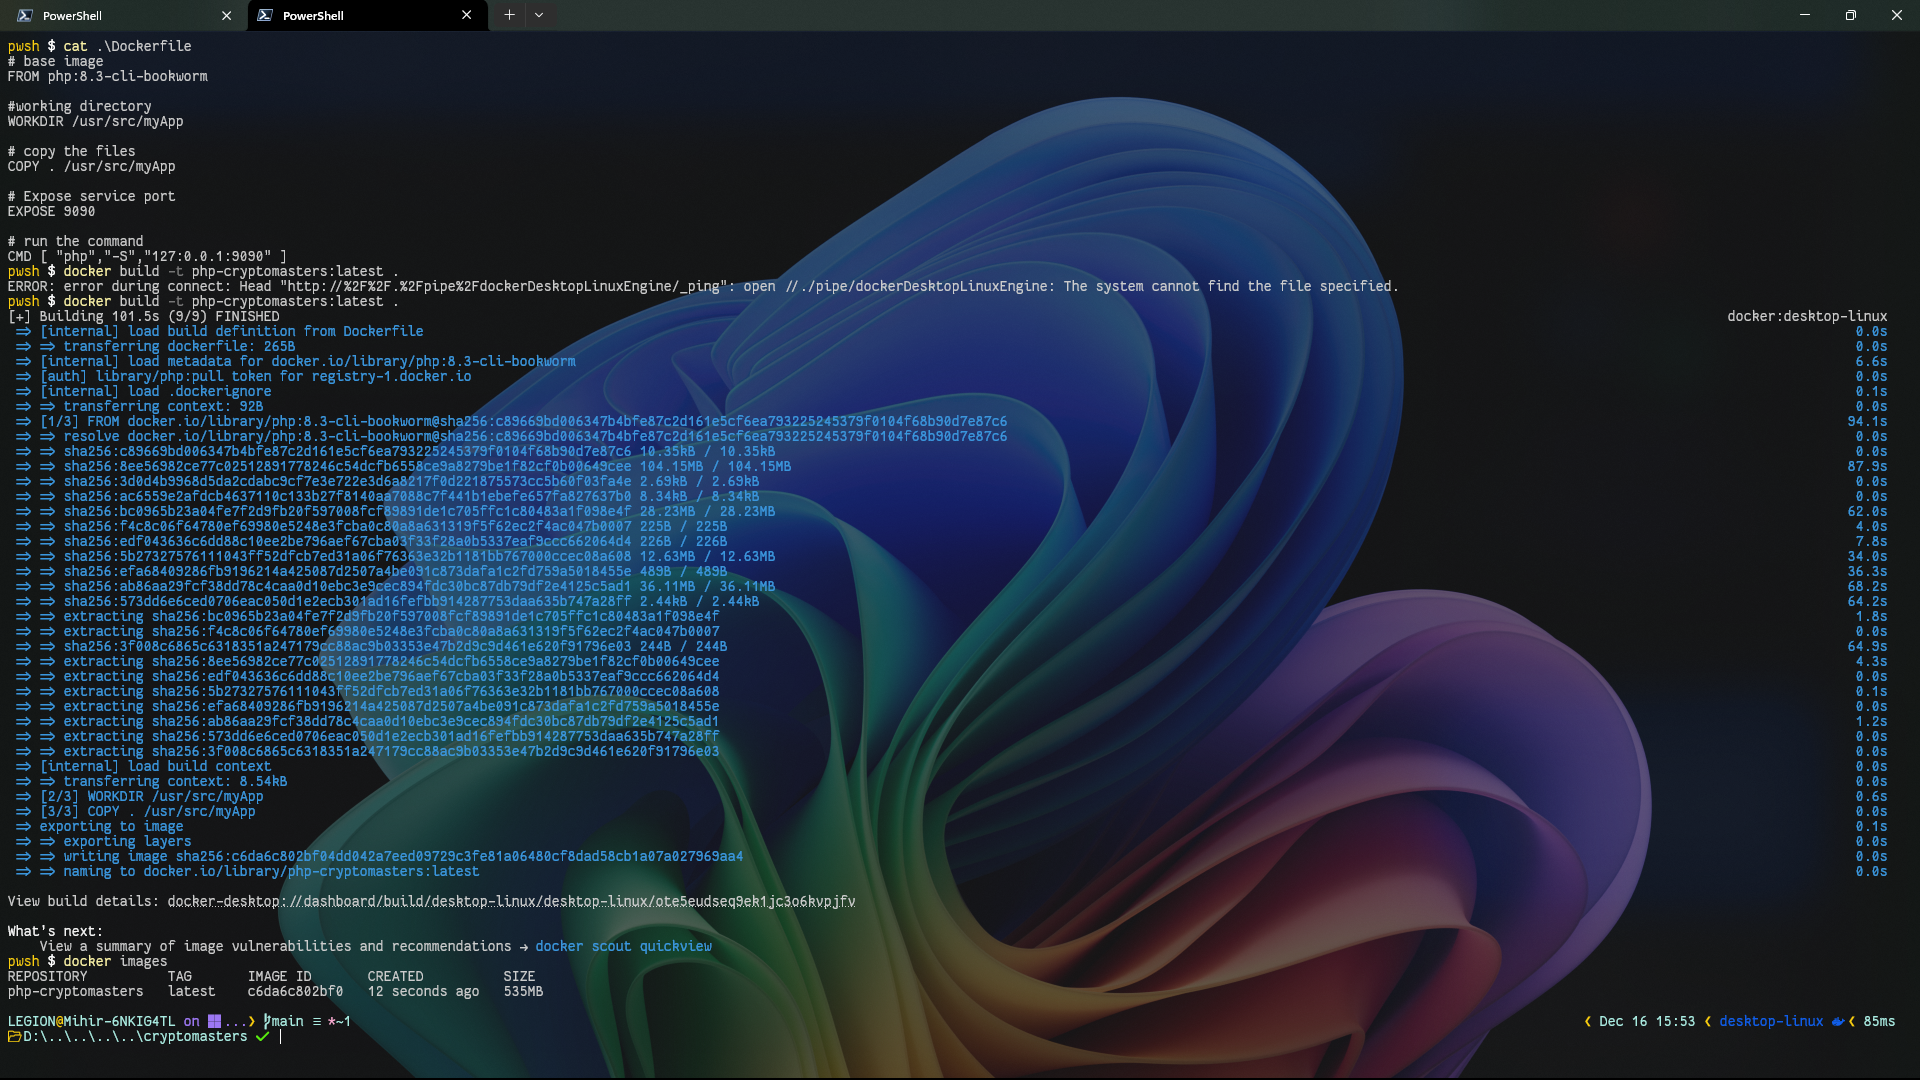 PowerShell
PowerShell
pwsh $ cat .\Dockerfile
# base image
FROM php:8.3-cli-bookworm
#working directory
WORKDIR /usr/src/myApp
# copy the files
COPY . /usr/src/myApp
# Expose service port
EXPOSE 9090
# run the command
CMD [ "php","-S","127:0.0.1:9090" ]
pwsh $ docker build -t php-cryptomasters:latest .
ERROR: error during connect: Head "http://%2F%2F.%2Fpipe%2FdockerDesktopLinuxEngine/_ping": open //./pipe/dockerDesktopLinuxEngine: The system cannot find the file specified.
pwsh $ docker build -t php-cryptomasters:latest .
[+] Building 101.5s (9/9) FINISHED docker:desktop-linux
=> [internal] load build definition from Dockerfile 0.0s
=> => transferring dockerfile: 265B 0.0s
=> [internal] load metadata for docker.io/library/php:8.3-cli-bookworm 6.6s
=> [auth] library/php:pull token for registry-1.docker.io 0.0s
=> [internal] load .dockerignore 0.1s
=> => transferring context: 92B 0.0s
=> [1/3] FROM docker.io/library/php:8.3-cli-bookworm@sha256:c89669bd006347b4bfe87c2d161e5cf6ea793225245379f0104f68b90d7e87c6 94.1s
=> => resolve docker.io/library/php:8.3-cli-bookworm@sha256:c89669bd006347b4bfe87c2d161e5cf6ea793225245379f0104f68b90d7e87c6 0.0s
=> => sha256:c89669bd006347b4bfe87c2d161e5cf6ea793225245379f0104f68b90d7e87c6 10.35kB / 10.35kB 0.0s
=> => sha256:8ee56982ce77c02512891778246c54dcfb6558ce9a8279be1f82cf0b00649cee 104.15MB / 104.15MB 87.9s
=> => sha256:3d0d4b9968d5da2cdabc9cf7e3e722e3d6a8217f0d221875573cc5b60f03fa4e 2.69kB / 2.69kB 0.0s
=> => sha256:ac6559e2afdcb4637110c133b27f8140aa7088c7f441b1ebefe657fa827637b0 8.34kB / 8.34kB 0.0s
=> => sha256:bc0965b23a04fe7f2d9fb20f597008fcf89891de1c705ffc1c80483a1f098e4f 28.23MB / 28.23MB 62.0s
=> => sha256:f4c8c06f64780ef69980e5248e3fcba0c80a8a631319f5f62ec2f4ac047b0007 225B / 225B 4.0s
=> => sha256:edf043636c6dd88c10ee2be796aef67cba03f33f28a0b5337eaf9ccc662064d4 226B / 226B 7.8s
=> => sha256:5b27327576111043ff52dfcb7ed31a06f76363e32b1181bb767000ccec08a608 12.63MB / 12.63MB 34.0s
=> => sha256:efa68409286fb9196214a425087d2507a4be091c873dafa1c2fd759a5018455e 489B / 489B 36.3s
=> => sha256:ab86aa29fcf38dd78c4caa0d10ebc3e9cec894fdc30bc87db79df2e4125c5ad1 36.11MB / 36.11MB 68.2s
=> => sha256:573dd6e6ced0706eac050d1e2ecb301ad16fefbb914287753daa635b747a28ff 2.44kB / 2.44kB 64.2s
=> => extracting sha256:bc0965b23a04fe7f2d9fb20f597008fcf89891de1c705ffc1c80483a1f098e4f 1.8s
=> => extracting sha256:f4c8c06f64780ef69980e5248e3fcba0c80a8a631319f5f62ec2f4ac047b0007 0.0s
=> => sha256:3f008c6865c6318351a247179cc88ac9b03353e47b2d9c9d461e620f91796e03 244B / 244B 64.9s
=> => extracting sha256:8ee56982ce77c02512891778246c54dcfb6558ce9a8279be1f82cf0b00649cee 4.3s
=> => extracting sha256:edf043636c6dd88c10ee2be796aef67cba03f33f28a0b5337eaf9ccc662064d4 0.0s
=> => extracting sha256:5b27327576111043ff52dfcb7ed31a06f76363e32b1181bb767000ccec08a608 0.1s
=> => extracting sha256:efa68409286fb9196214a425087d2507a4be091c873dafa1c2fd759a5018455e 0.0s
=> => extracting sha256:ab86aa29fcf38dd78c4caa0d10ebc3e9cec894fdc30bc87db79df2e4125c5ad1 1.2s
=> => extracting sha256:573dd6e6ced0706eac050d1e2ecb301ad16fefbb914287753daa635b747a28ff 0.0s
=> => extracting sha256:3f008c6865c6318351a247179cc88ac9b03353e47b2d9c9d461e620f91796e03 0.0s
=> [internal] load build context 0.0s
=> => transferring context: 8.54kB 0.0s
=> [2/3] WORKDIR /usr/src/myApp 0.6s
=> [3/3] COPY . /usr/src/myApp 0.0s
=> exporting to image 0.1s
=> => exporting layers 0.0s
=> => writing image sha256:c6da6c802bf04dd042a7eed09729c3fe81a06480cf8dad58cb1a07a027969aa4 0.0s
=> => naming to docker.io/library/php-cryptomasters:latest 0.0s
View build details: docker-desktop://dashboard/build/desktop-linux/desktop-linux/ote5eudseq9ek1jc3o6kvpjfv
What's next:
View a summary of image vulnerabilities and recommendations → docker scout quickview
pwsh $ docker images
REPOSITORY TAG IMAGE ID CREATED SIZE
php-cryptomasters latest c6da6c802bf0 12 seconds ago 535MB
LEGION@Mihir-6NKIG4TL on ...❯ main ≡ *~1 ❮ Dec 16 15:53 ❮ desktop-linux ❮ 85ms
D:\..\..\..\..\cryptomasters ✓